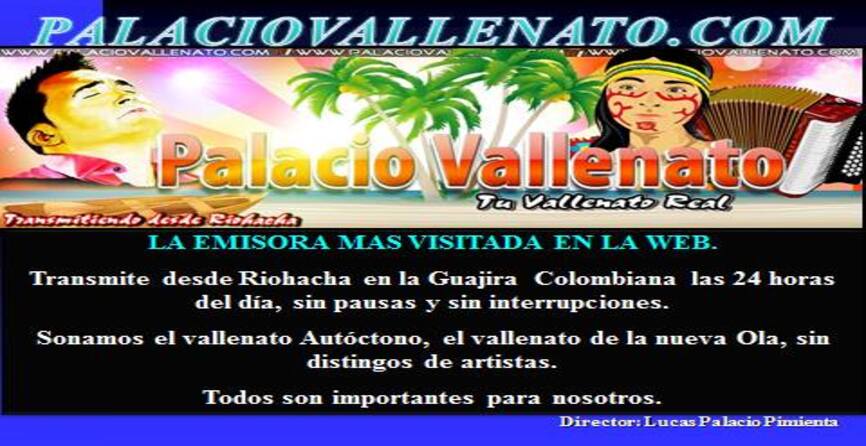 PALACIOVALLENATO.COM
WWW.PALACIOVALLENATO.COM / WWW.PALACIOVALLENATO.COM
Palacio Vallenato
Tu Vallenato Real
Transmitiendo desde Riohacha
LA EMISORA MAS VISITADA EN LA WEB.
Transmite desde Riohacha en la Guajira Colombiana las 24 horas
del día, sin pausas y sin interrupciones.
Sonamos el vallenato Autóctono, el vallenato de la nueva Ola, sin
distingos de artistas.
Todos son importantes para nosotros.
Director: Lucas Palacio Pimienta